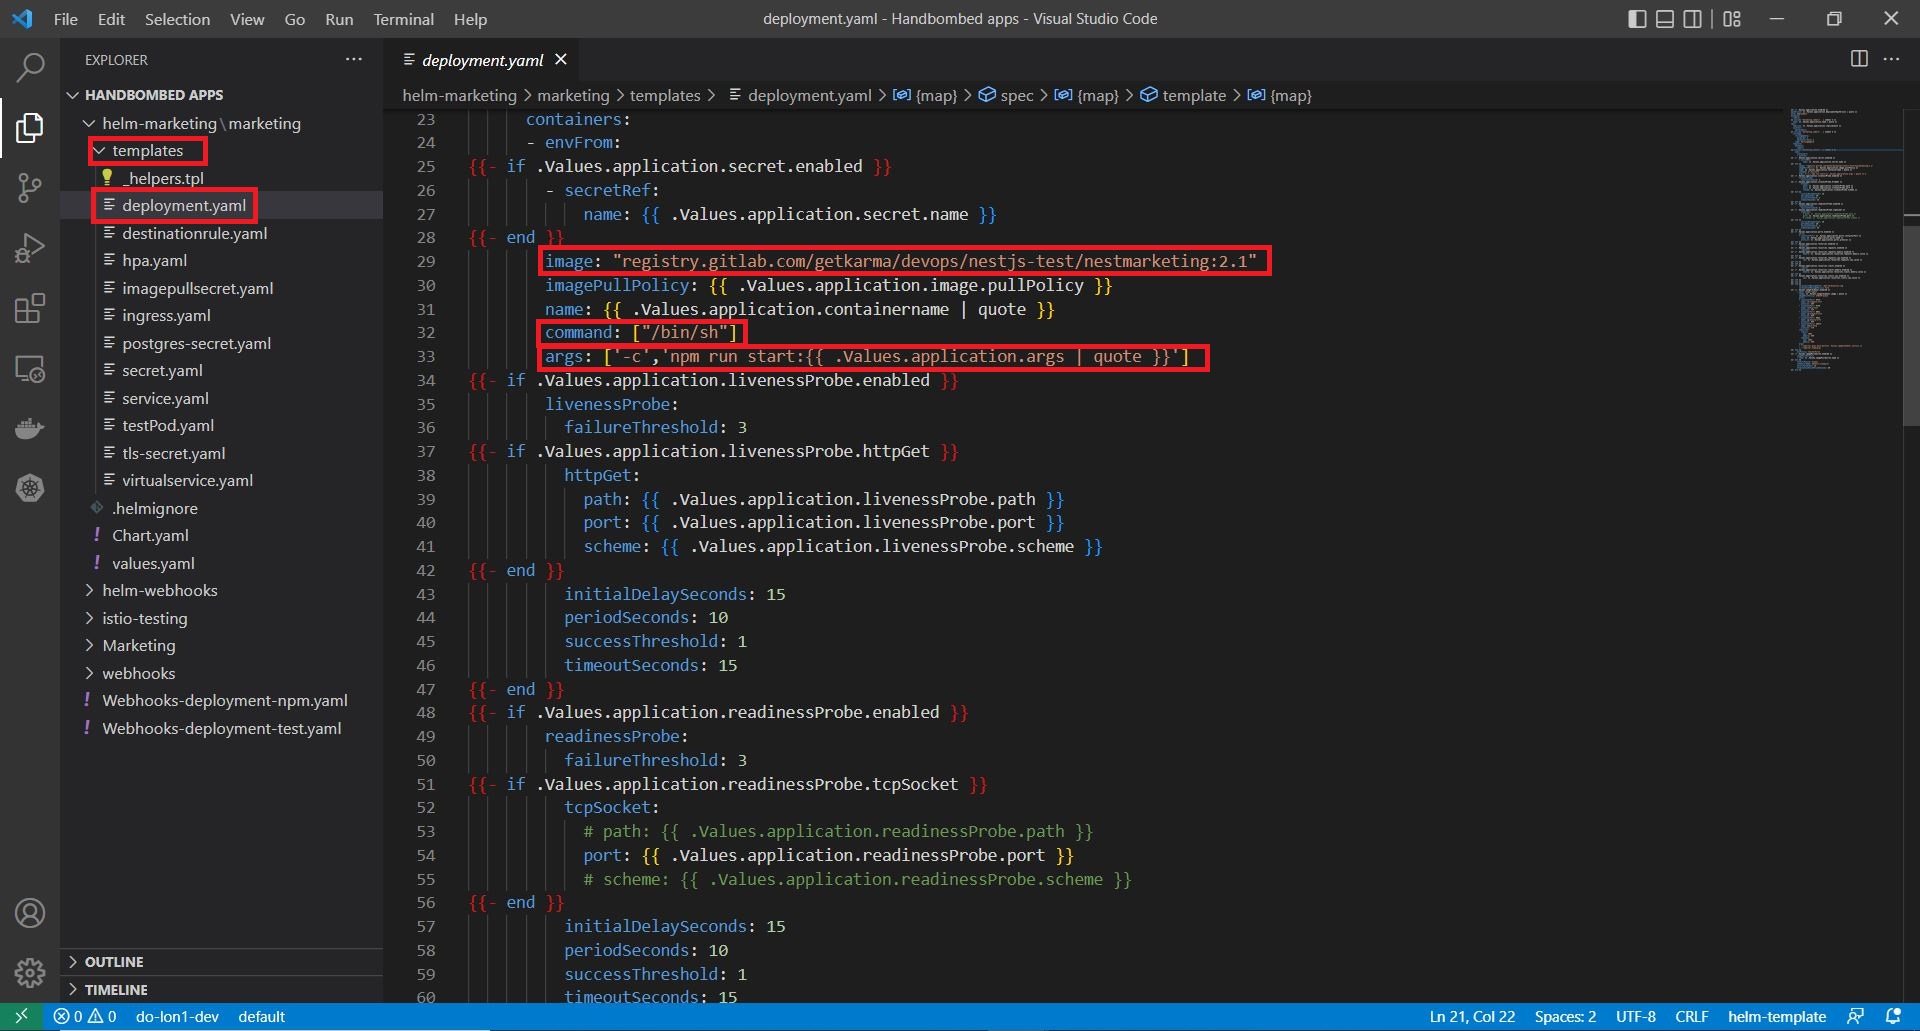 File Edit Selection View Go Run Terminal Help
deployment.yaml - Handbombed apps - Visual Studio Code
EXPLORER
HANDBOMBED APPS
helm-marketing\marketing
templates
_helpers.tpl
deployment.yaml
destinationrule.yaml
hpa.yaml
imagepullsecret.yaml
ingress.yaml
postgres-secret.yaml
secret.yaml
service.yaml
testPod.yaml
tls-secret.yaml
virtualservice.yaml
.helmignore
Chart.yaml
values.yaml
helm-webhooks
istio-testing
Marketing
webhooks
Webhooks-deployment-npm.yaml
Webhooks-deployment-test.yaml
OUTLINE
TIMELINE
deployment.yaml
helm-marketing > marketing > templates > deployment.yaml > {map} > spec > {map} > template > {map}
23 containers:
24 - envFrom:
25 {{- if .Values.application.secret.enabled }}
26 - secretRef:
27 name: {{ .Values.application.secret.name }}
28 {{- end }}
29 image: "registry.gitlab.com/getkarma/devops/nestjs-test/nestmarketing:2.1"
30 imagePullPolicy: {{ .Values.application.image.pullPolicy }}
31 name: {{ .Values.application.containername | quote }}
32 command: ["/bin/sh"]
33 args: ['-c','npm run start:{{ .Values.application.args | quote }}']
34 {{- if .Values.application.livenessProbe.enabled }}
35 livenessProbe:
36 failureThreshold: 3
37 {{- if .Values.application.livenessProbe.httpGet }}
38 httpGet:
39 path: {{ .Values.application.livenessProbe.path }}
40 port: {{ .Values.application.livenessProbe.port }}
41 scheme: {{ .Values.application.livenessProbe.scheme }}
42 {{- end }}
43 initialDelaySeconds: 15
44 periodSeconds: 10
45 successThreshold: 1
46 timeoutSeconds: 15
47 {{- end }}
48 {{- if .Values.application.readinessProbe.enabled }}
49 readinessProbe:
50 failureThreshold: 3
51 {{- if .Values.application.readinessProbe.tcpSocket }}
52 tcpSocket:
53 # path: {{ .Values.application.readinessProbe.path }}
54 port: {{ .Values.application.readinessProbe.port }}
55 # scheme: {{ .Values.application.readinessProbe.scheme }}
56 {{- end }}
57 initialDelaySeconds: 15
58 periodSeconds: 10
59 successThreshold: 1
60 timeoutSeconds: 15
0 0 do-lon1-dev default
Ln 21, Col 22 Spaces: 2 UTF-8 CRLF helm-template